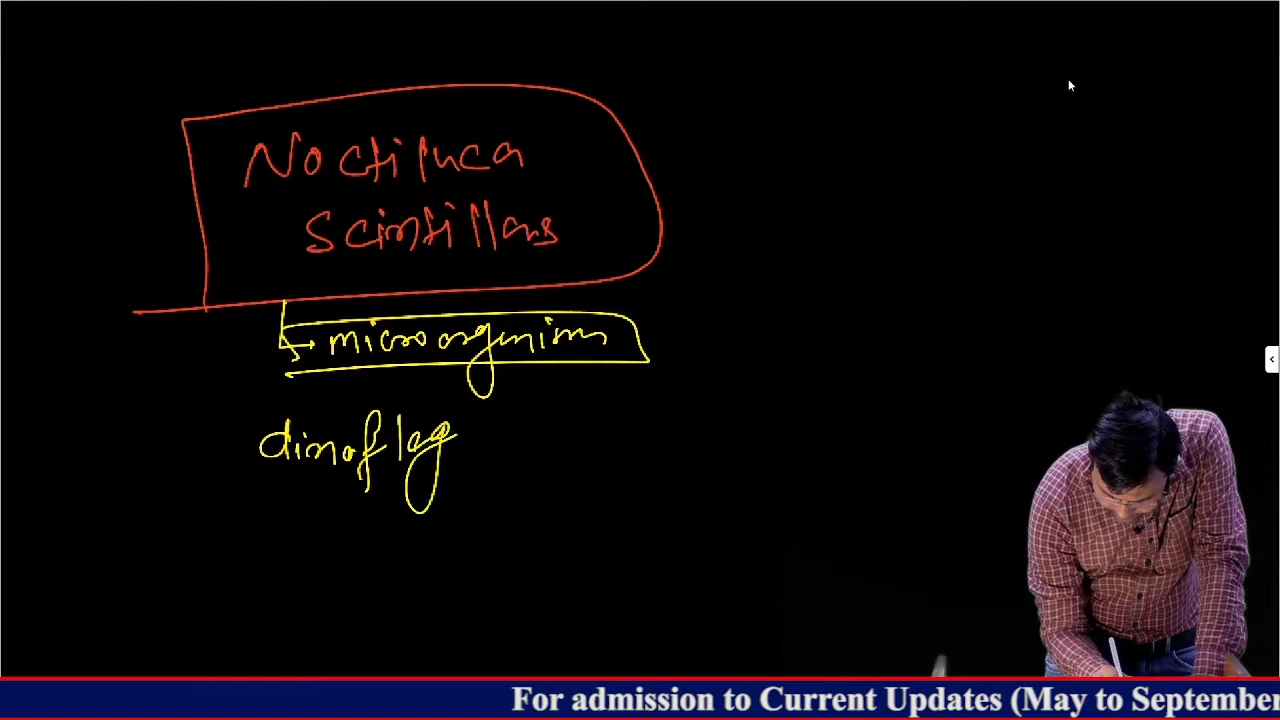 Noctiluca
Scintillans
microorganism
dinoflag
For admission to Current Updates (May to September